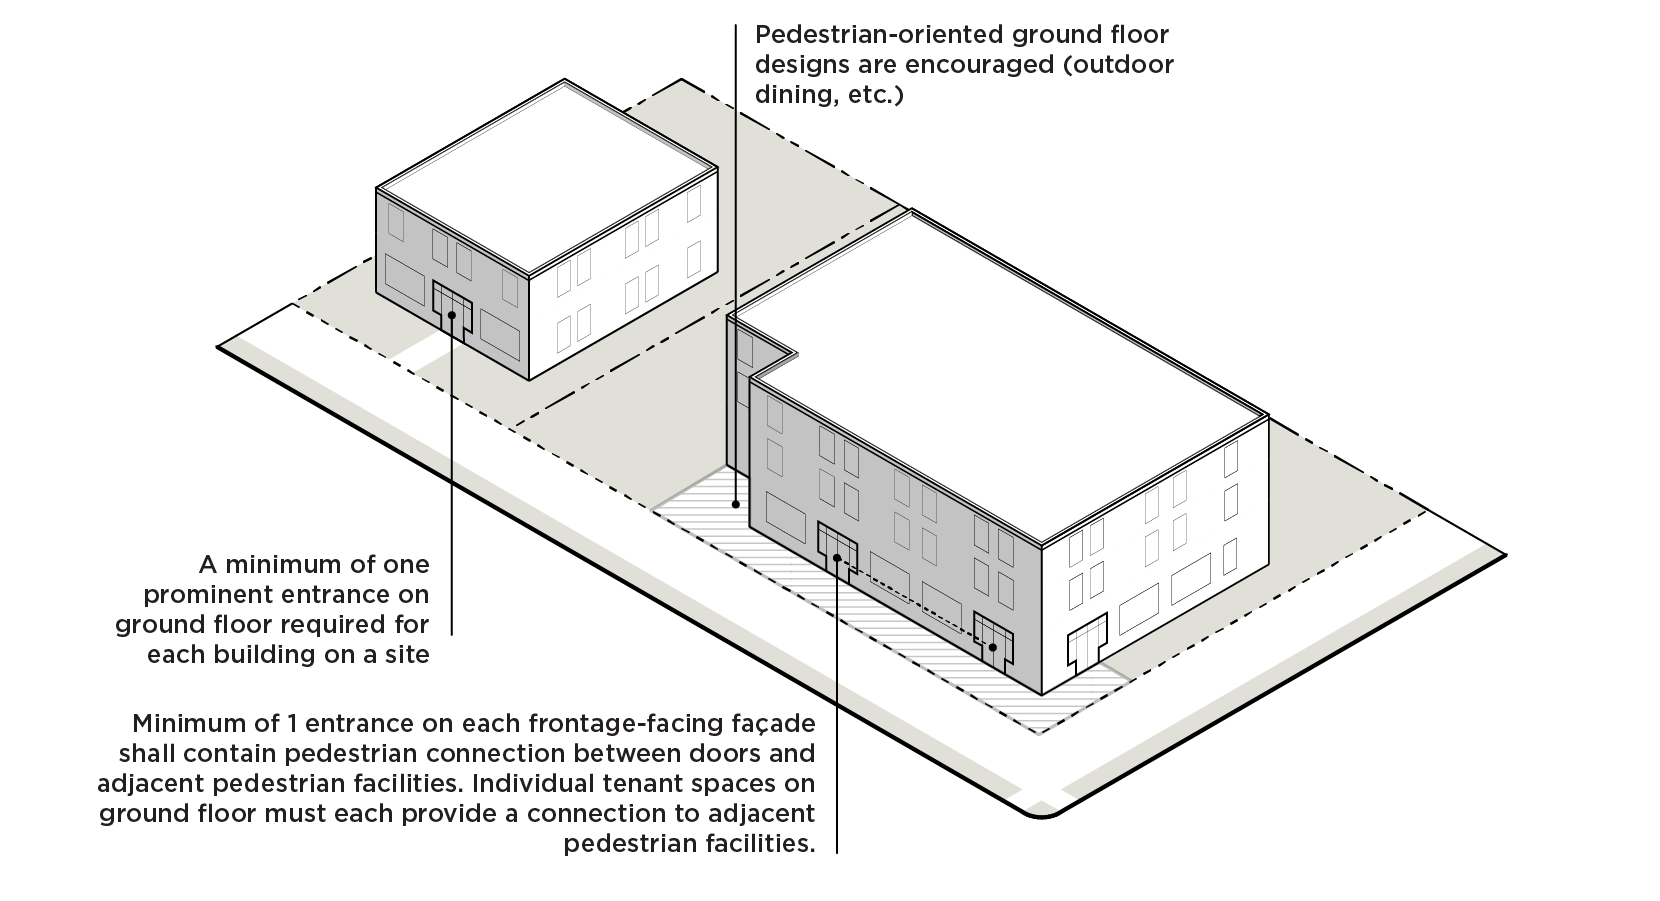 Pedestrian-oriented ground floor
designs are encouraged (outdoor
dining, etc.)
A minimum of one
prominent entrance on
ground floor required for
each building on a site
Minimum of 1 entrance on each frontage-facing façade
shall contain pedestrian connection between doors and
adjacent pedestrian facilities. Individual tenant spaces on
ground floor must each provide a connection to adjacent
pedestrian facilities.